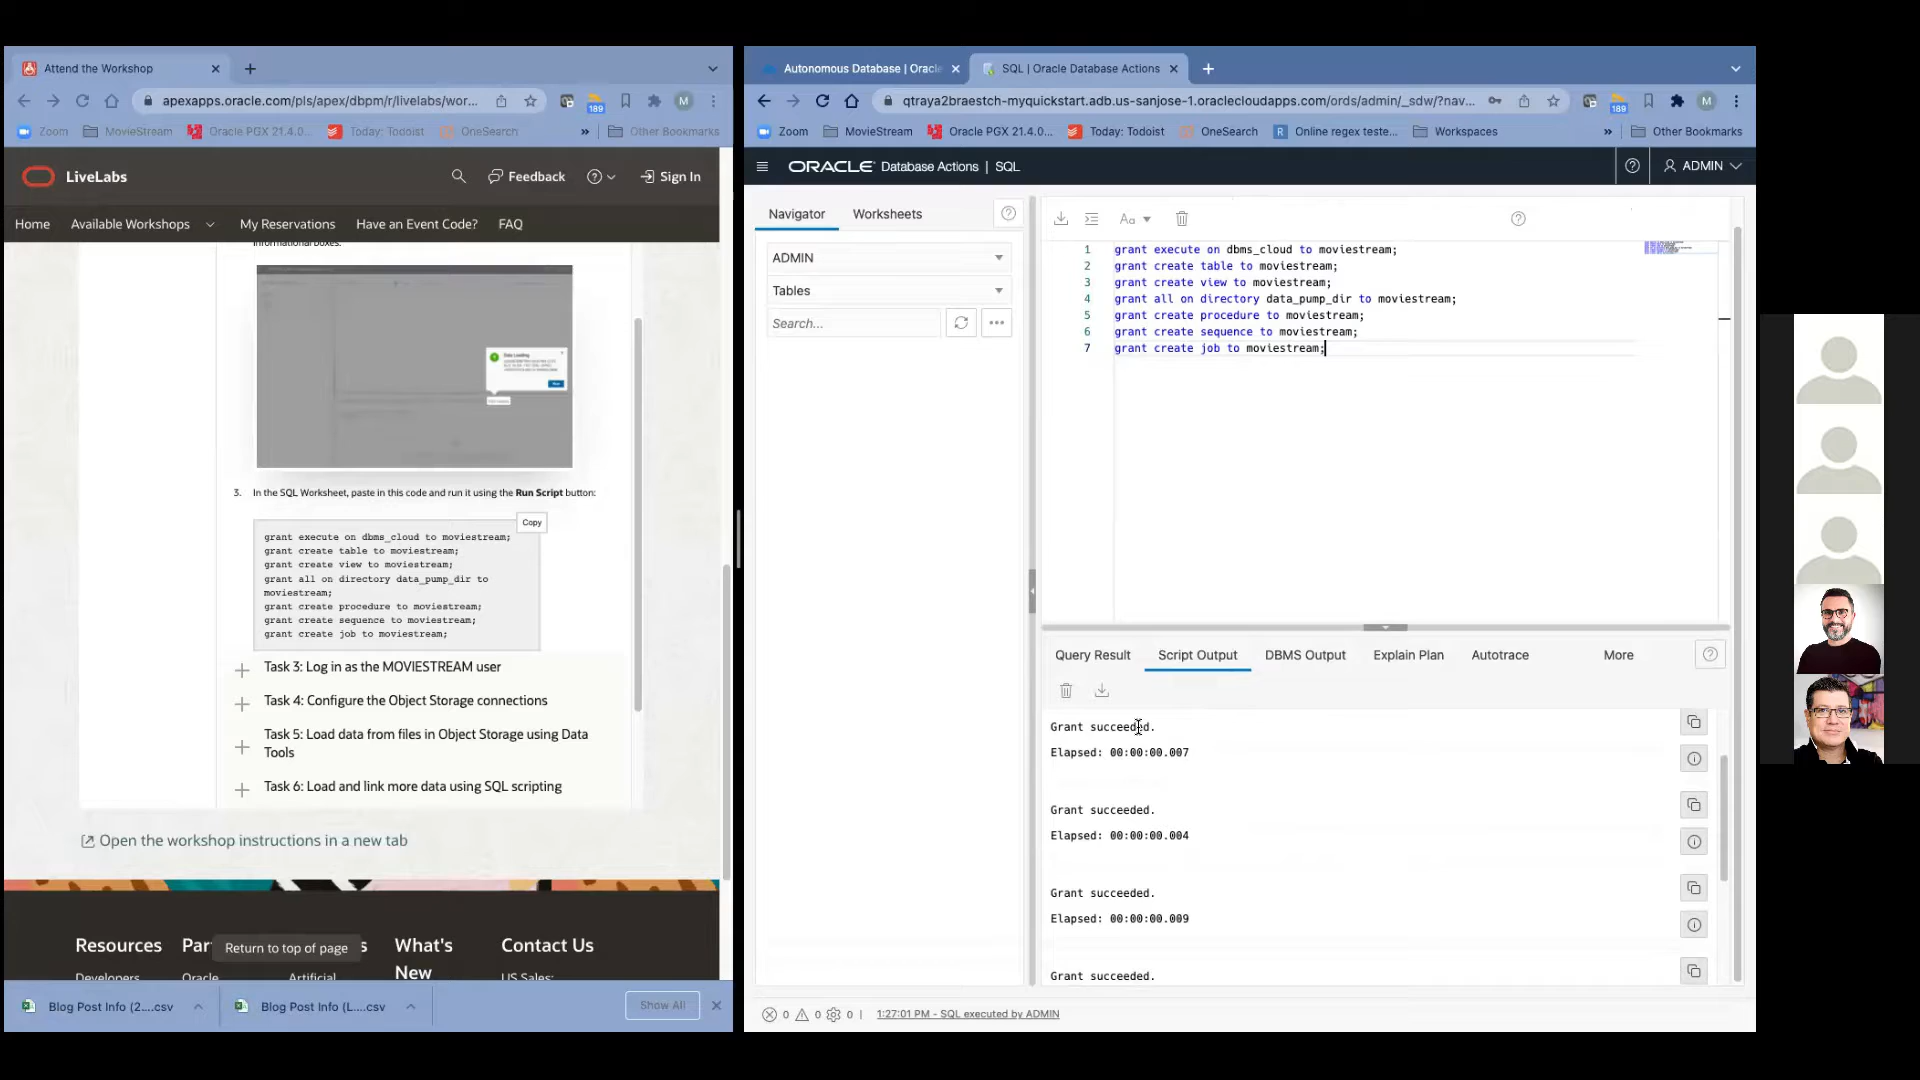 Attend the Workshop
apexapps.oracle.com/pls/apex/dbpm/r/livelabs/wor...
189
M
Zoom
MovieStream
Oracle PGX 21.4.0...
Today: Todoist
OneSearch
»
Other Bookmarks
LiveLabs
Feedback
Sign In
Home
Available Workshops
My Reservations
Have an Event Code?
FAQ
informational boxes.
3. In the SQL Worksheet, paste in this code and run it using the Run Script button:
Copy
grant execute on dbms_cloud to moviestream;
grant create table to moviestream;
grant create view to moviestream;
grant all on directory data_pump_dir to
moviestream;
grant create procedure to moviestream;
grant create sequence to moviestream;
grant create job to moviestream;
Task 3: Log in as the MOVIESTREAM user
Task 4: Configure the Object Storage connections
Task 5: Load data from files in Object Storage using Data
Tools
Task 6: Load and link more data using SQL scripting
Open the workshop instructions in a new tab
Resources
Par
Return to top of page
s
What's
New
Contact Us
Developers
Oracle
Artificial
US Sales:
Blog Post Info (2....csv
Blog Post Info (L....csv
Show All
Autonomous Database | Oracle
SQL | Oracle Database Actions
qtraya2braestch-myquickstart.adb.us-sanjose-1.oraclecloudapps.com/ords/admin/_sdw/?nav...
189
M
Zoom
MovieStream
Oracle PGX 21.4.0...
Today: Todoist
OneSearch
R Online regex teste...
Workspaces
»
Other Bookmarks
ORACLE Database Actions | SQL
ADMIN
Navigator
Worksheets
ADMIN
Tables
Search...
Aa
1 grant execute on dbms_cloud to moviestream;
2 grant create table to moviestream;
3 grant create view to moviestream;
4 grant all on directory data_pump_dir to moviestream;
5 grant create procedure to moviestream;
6 grant create sequence to moviestream;
7 grant create job to moviestream;
Query Result
Script Output
DBMS Output
Explain Plan
Autotrace
More
Grant succeeded.
Elapsed: 00:00:00.007
Grant succeeded.
Elapsed: 00:00:00.004
Grant succeeded.
Elapsed: 00:00:00.009
Grant succeeded.
0
0
0
| 1:27:01 PM - SQL executed by ADMIN